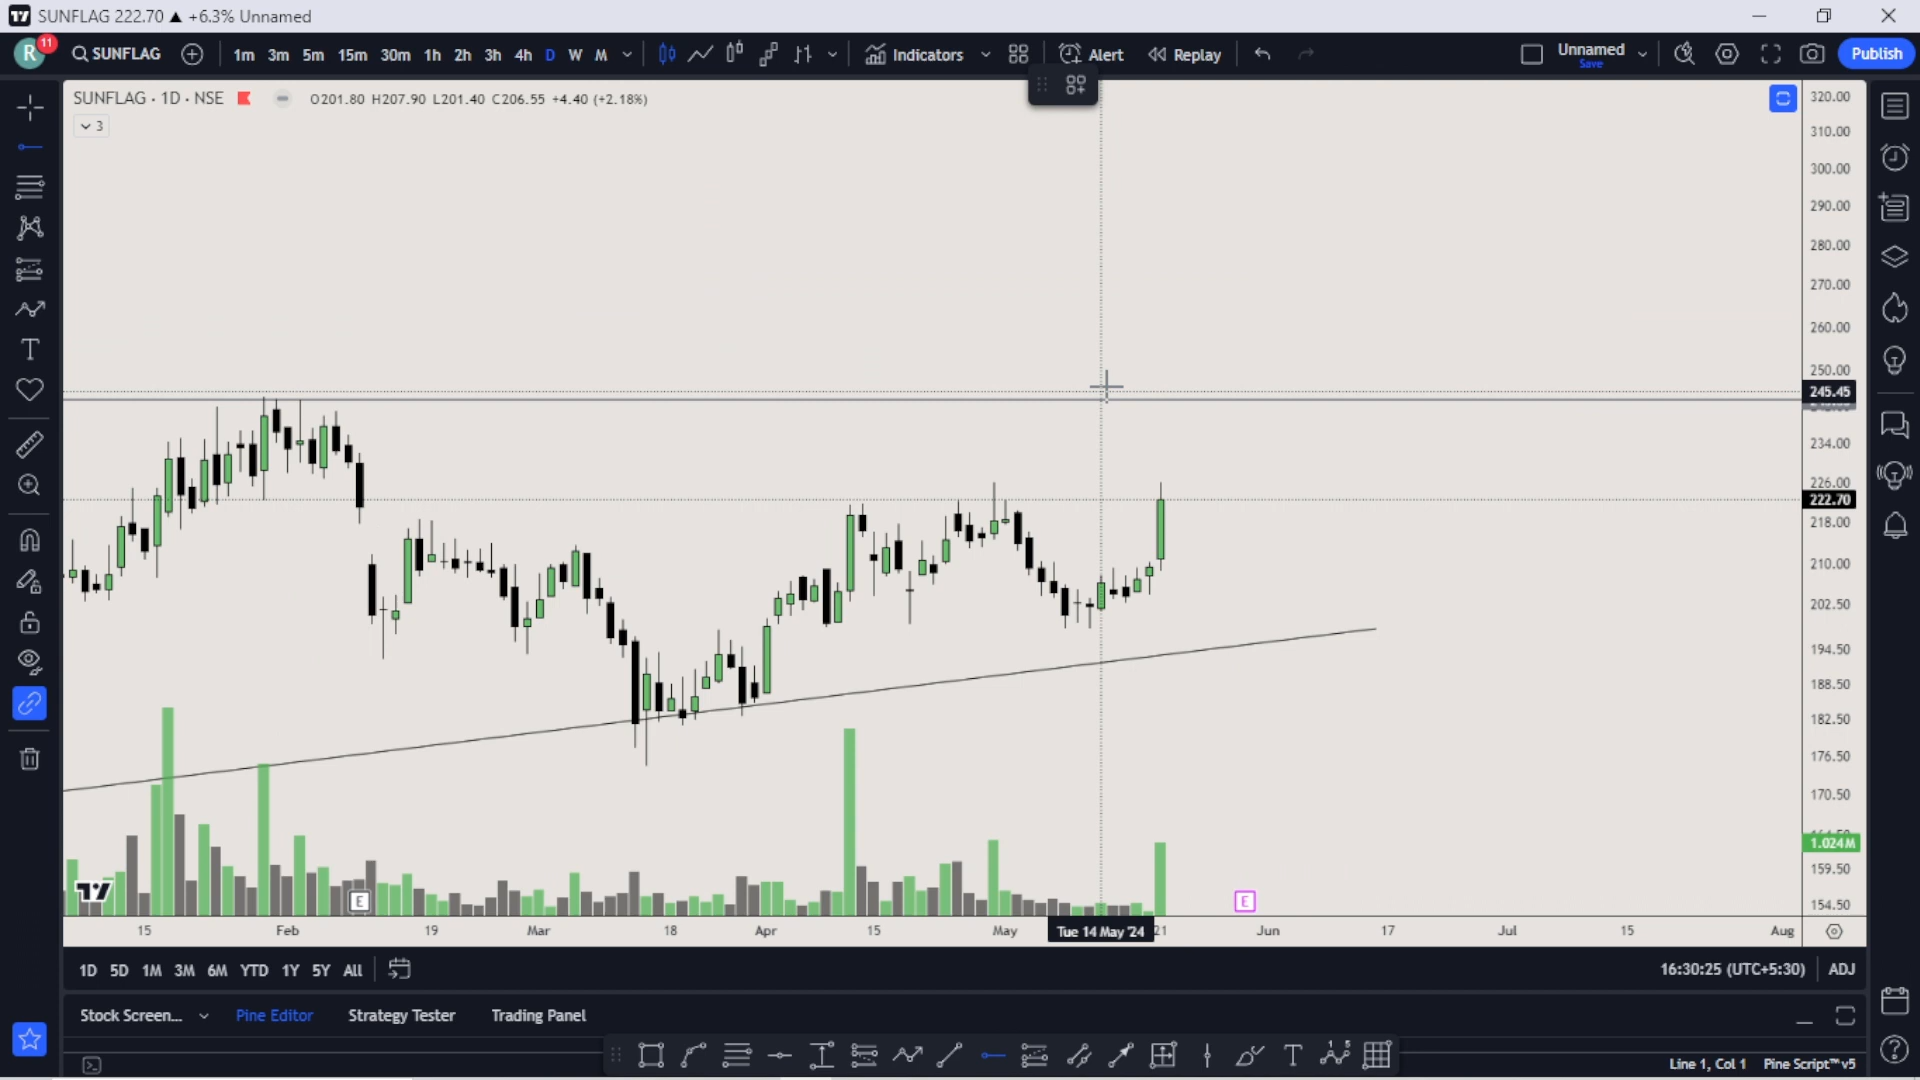 SUNFLAG 222.70 ▲ +6.3% Unnamed
R 11 SUNFLAG 1m 3m 5m 15m 30m 1h 2h 3h 4h D W M Indicators Alert Replay Unnamed Save Publish
SUNFLAG · 1D · NSE O201.80 H207.90 L201.40 C206.55 +4.40 (+2.18%)
3
320.00
310.00
300.00
290.00
280.00
270.00
260.00
250.00
245.45
234.00
226.00
222.70
218.00
210.00
202.50
194.50
188.50
182.50
176.50
170.50
1.024M
159.50
154.50
E E
15 Feb 19 Mar 18 Apr 15 May Tue 14 May '24 21 Jun 17 Jul 15 Aug
1D 5D 1M 3M 6M YTD 1Y 5Y All 16:30:25 (UTC+5:30) ADJ
Stock Screen... Pine Editor Strategy Tester Trading Panel
Line 1, Col 1 Pine Script™ v5